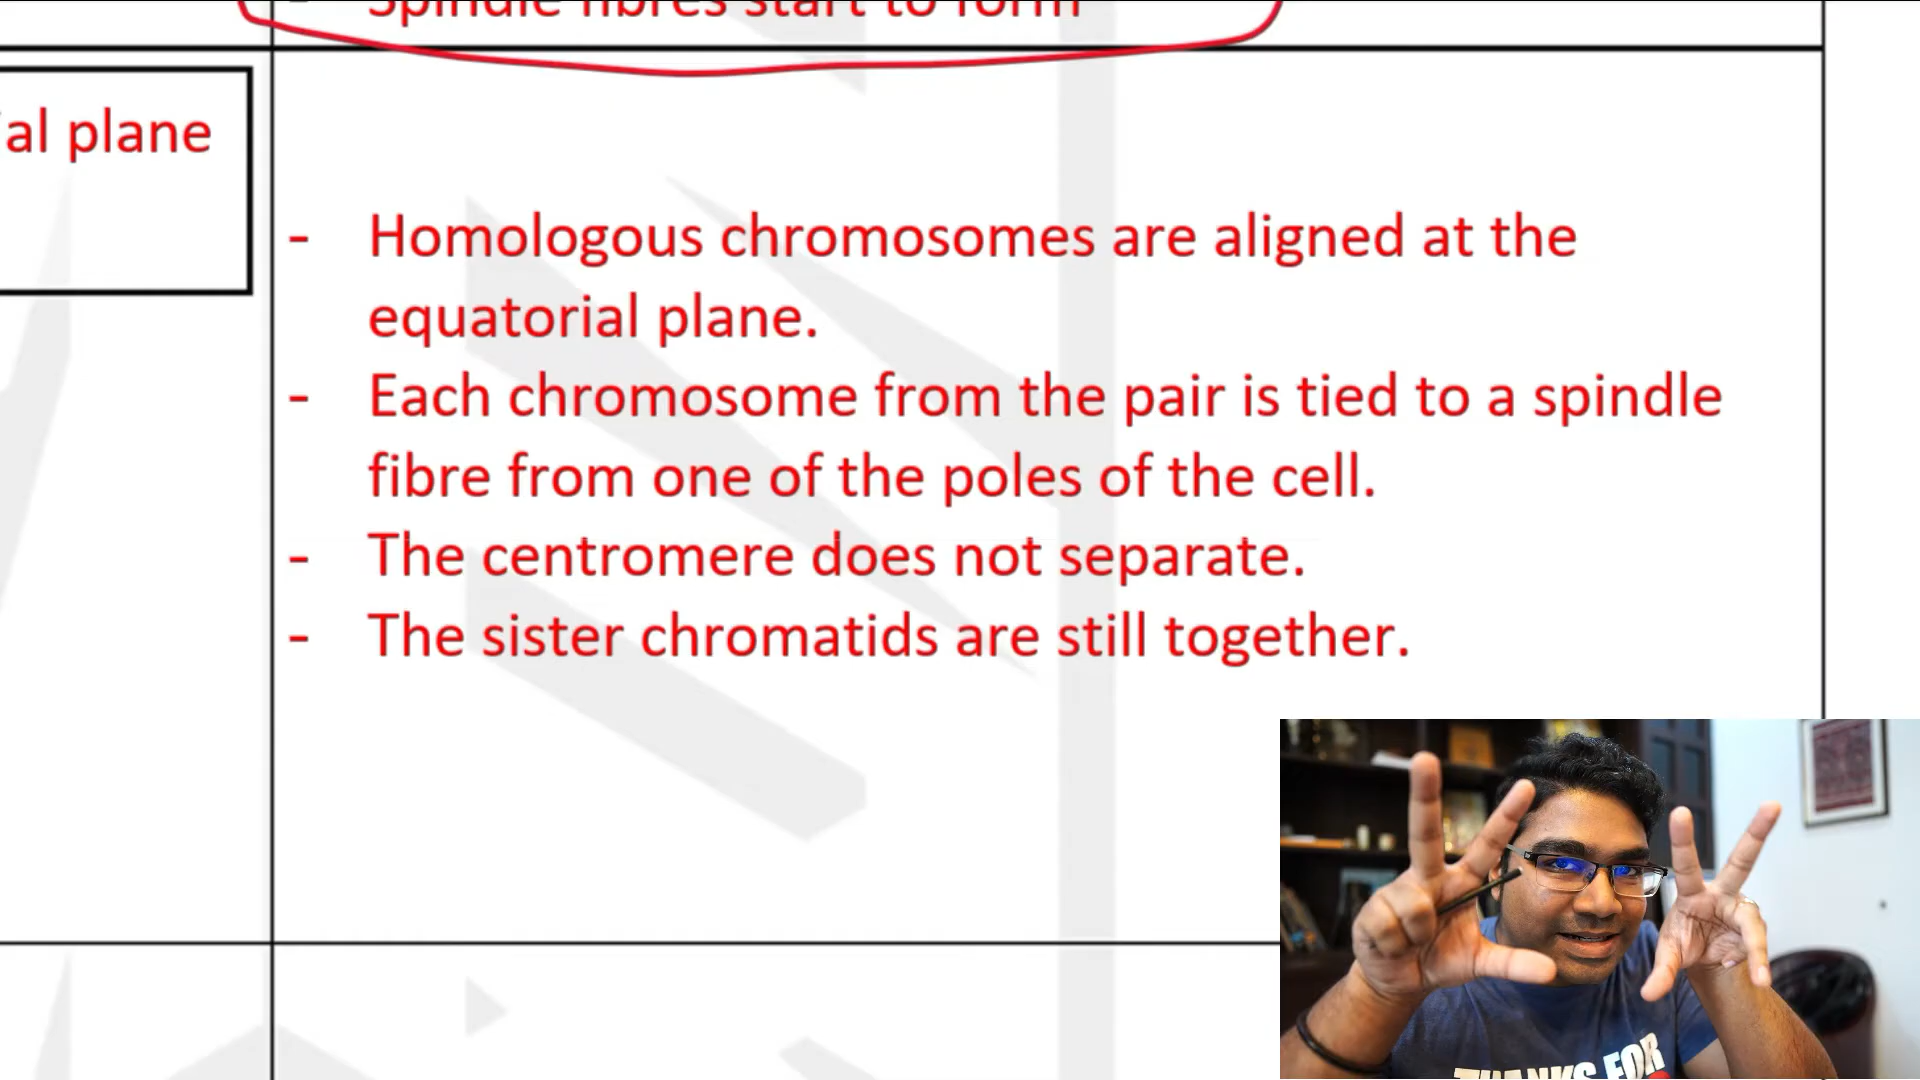 - Spindle fibres start to form
al plane
- Homologous chromosomes are aligned at the
equatorial plane.
- Each chromosome from the pair is tied to a spindle
fibre from one of the poles of the cell.
- The centromere does not separate.
- The sister chromatids are still together.
THANKS FOR